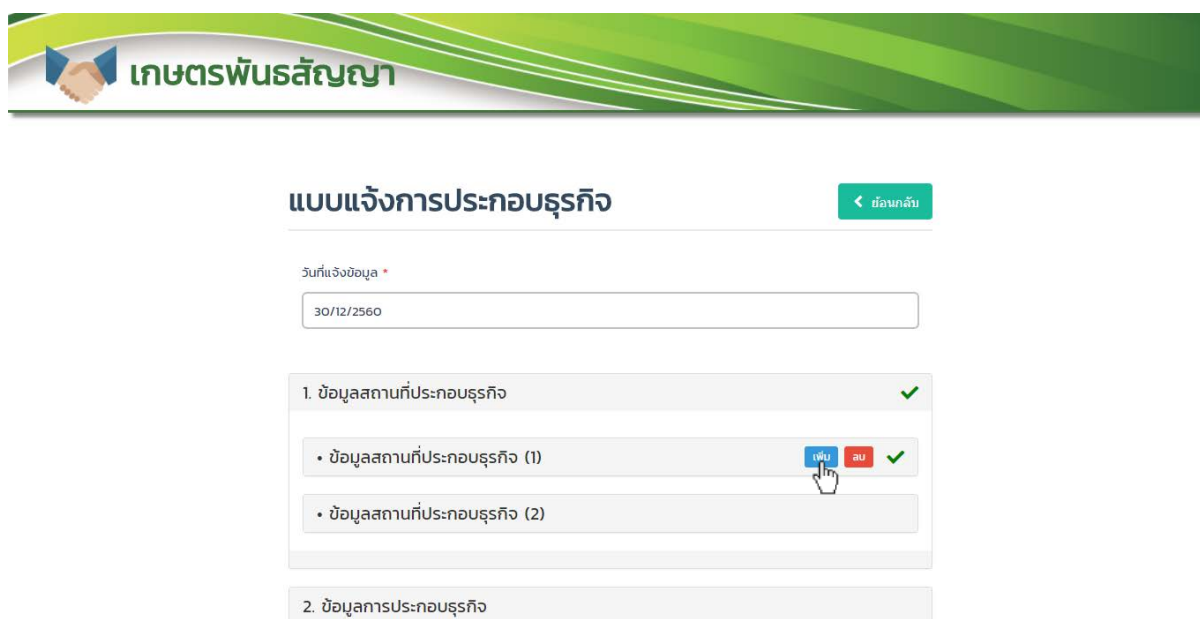 เกษตรพันธสัญญา
แบบแจ้งการประกอบธุรกิจ
ย้อนกลับ
วันที่แจ้งข้อมูล *
30/12/2560
1. ข้อมูลสถานที่ประกอบธุรกิจ
• ข้อมูลสถานที่ประกอบธุรกิจ (1) เพิ่ม ลบ
• ข้อมูลสถานที่ประกอบธุรกิจ (2)
2. ข้อมูลการประกอบธุรกิจ